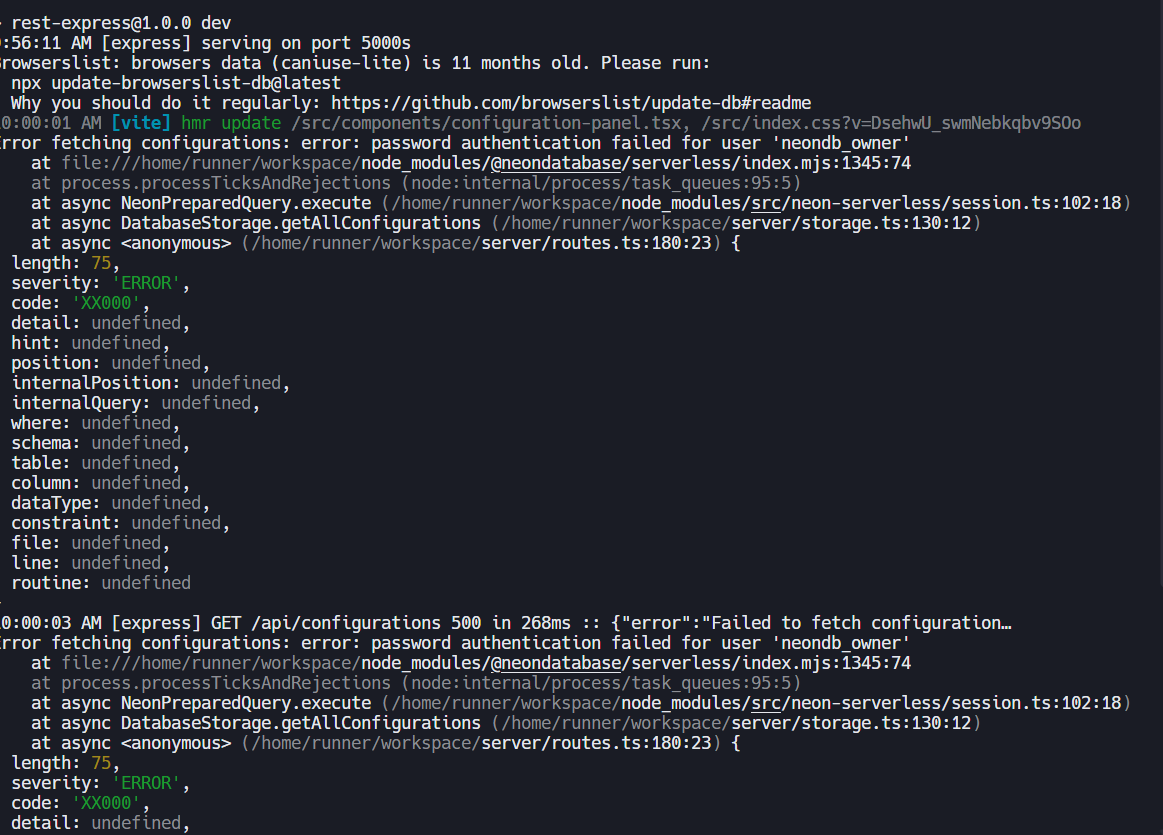 rest-express@1.0.0 dev
:56:11 AM [express] serving on port 5000s
rowserslist: browsers data (caniuse-lite) is 11 months old. Please run:
npx update-browserslist-db@latest
Why you should do it regularly: https://github.com/browserslist/update-db#readme
0:00:01 AM [vite] hmr update /src/components/configuration-panel.tsx, /src/index.css?v=DsehwU_swmNebkqbv9SOo
rror fetching configurations: error: password authentication failed for user 'neondb_owner'
at file:///home/runner/workspace/node_modules/@neondatabase/serverless/index.mjs:1345:74
at process.processTicksAndRejections (node:internal/process/task_queues:95:5)
at async NeonPreparedQuery.execute (/home/runner/workspace/node_modules/src/neon-serverless/session.ts:102:18)
at async DatabaseStorage.getAllConfigurations (/home/runner/workspace/server/storage.ts:130:12)
at async <anonymous> (/home/runner/workspace/server/routes.ts:180:23) {
length: 75,
severity: 'ERROR',
code: 'XX000',
detail: undefined,
hint: undefined,
position: undefined,
internalPosition: undefined,
internalQuery: undefined,
where: undefined,
schema: undefined,
table: undefined,
column: undefined,
dataType: undefined,
constraint: undefined,
file: undefined,
line: undefined,
routine: undefined
0:00:03 AM [express] GET /api/configurations 500 in 268ms :: {"error":"Failed to fetch configuration…
rror fetching configurations: error: password authentication failed for user 'neondb_owner'
at file:///home/runner/workspace/node_modules/@neondatabase/serverless/index.mjs:1345:74
at process.processTicksAndRejections (node:internal/process/task_queues:95:5)
at async NeonPreparedQuery.execute (/home/runner/workspace/node_modules/src/neon-serverless/session.ts:102:18)
at async DatabaseStorage.getAllConfigurations (/home/runner/workspace/server/storage.ts:130:12)
at async <anonymous> (/home/runner/workspace/server/routes.ts:180:23) {
length: 75,
severity: 'ERROR',
code: 'XX000',
detail: undefined,